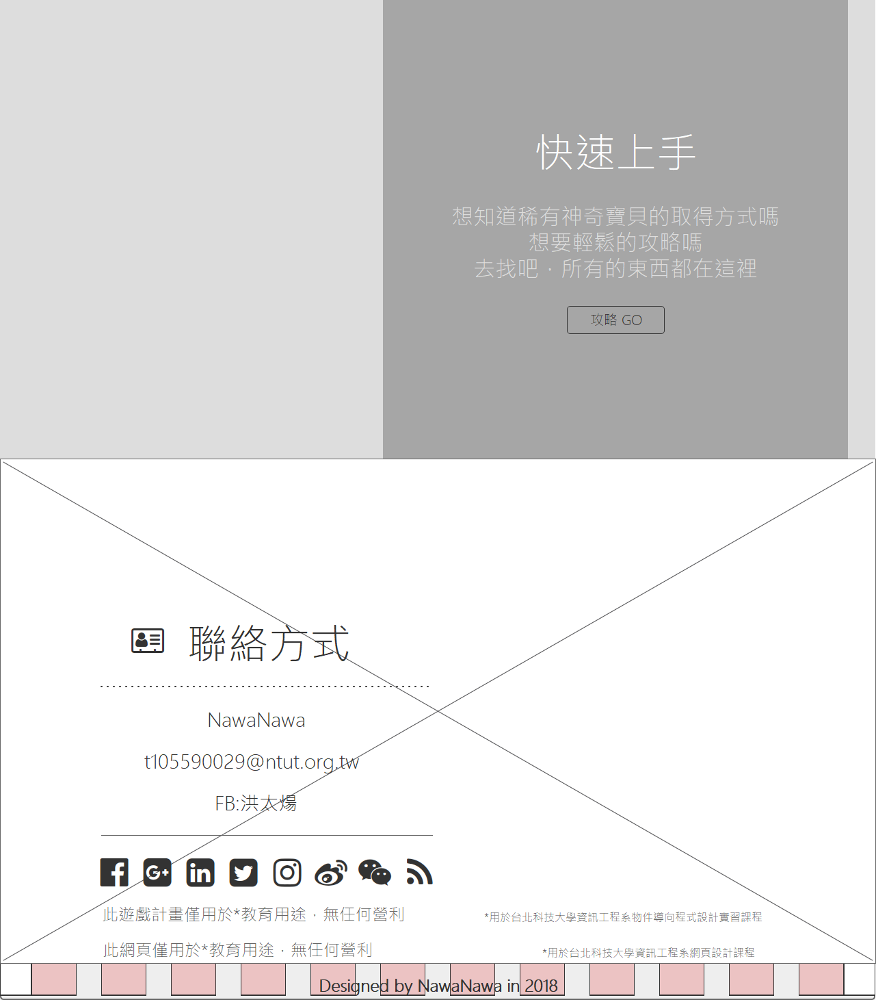 快速上手
想知道稀有神奇寶貝的取得方式嗎
想要輕鬆的攻略嗎
去找吧，所有的東西都在這裡
攻略 GO
聯絡方式
NawaNawa
t105590029@ntut.org.tw
FB:洪太煬
此遊戲計畫僅用於*教育用途，無任何營利
*用於台北科技大學資訊工程系物件導向程式設計實習課程
此網頁僅用於*教育用途，無任何營利
*用於台北科技大學資訊工程系網頁設計課程
Designed by NawaNawa in 2018